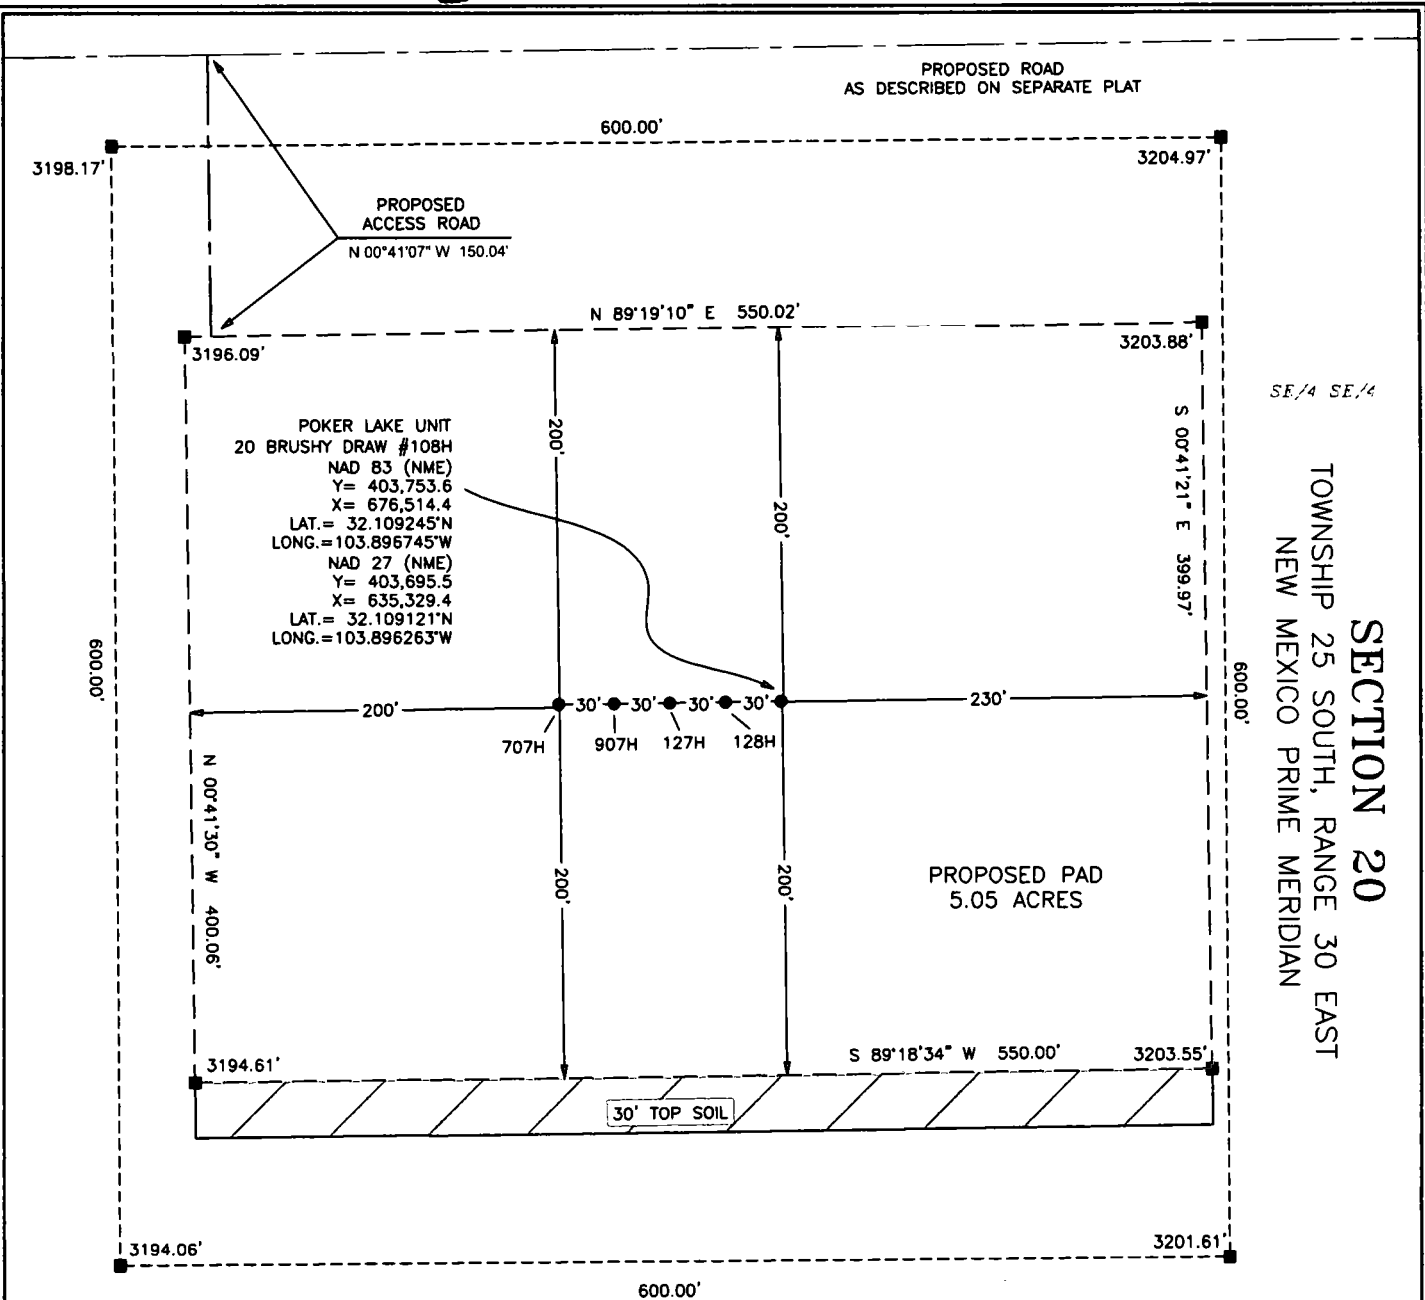 PROPOSED ROAD
AS DESCRIBED ON SEPARATE PLAT
600.00'
3198.17'
3204.97'
PROPOSED
ACCESS ROAD
N 00°41'07" W 150.04'
N 89°19'10" E 550.02'
3196.09'
3203.88'
SE/4 SE/4
SECTION 20
TOWNSHIP 25 SOUTH, RANGE 30 EAST
NEW MEXICO PRIME MERIDIAN
S 00°41'21" E 399.97'
POKER LAKE UNIT
20 BRUSHY DRAW #108H
NAD 83 (NME)
Y= 403,753.6
X= 676,514.4
LAT.= 32.109245°N
LONG.=103.896745°W
NAD 27 (NME)
Y= 403,695.5
X= 635,329.4
LAT.= 32.109121°N
LONG.=103.896263°W
200'
200'
600.00'
600.00'
200'
30'
30'
30'
30'
230'
707H
907H
127H
128H
N 00°41'30" W 400.06'
200'
200'
PROPOSED PAD
5.05 ACRES
3194.61'
S 89°18'34" W 550.00'
3203.55'
30' TOP SOIL
3194.06'
3201.61'
600.00'